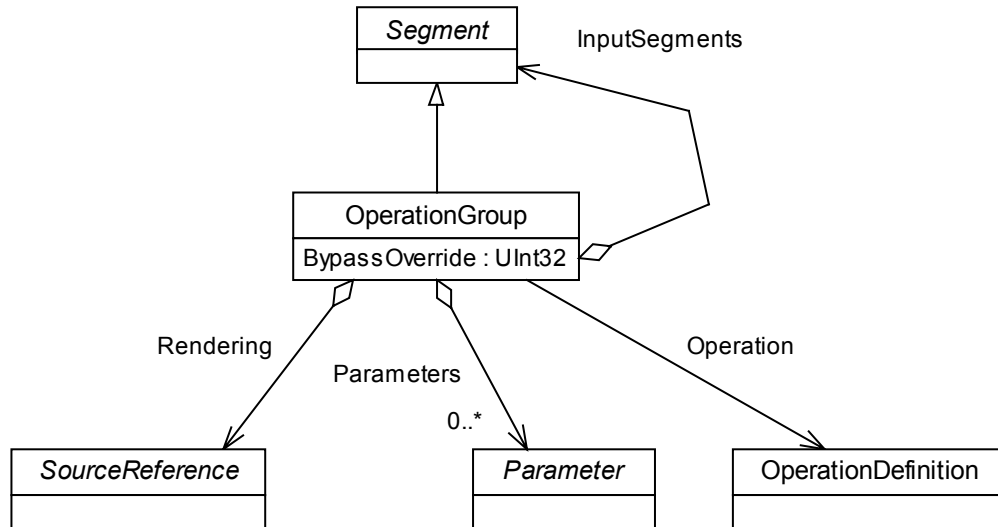 Segment
InputSegments
OperationGroup
BypassOverride : UInt32
Rendering
Operation
Parameters
0..*
SourceReference
Parameter
OperationDefinition